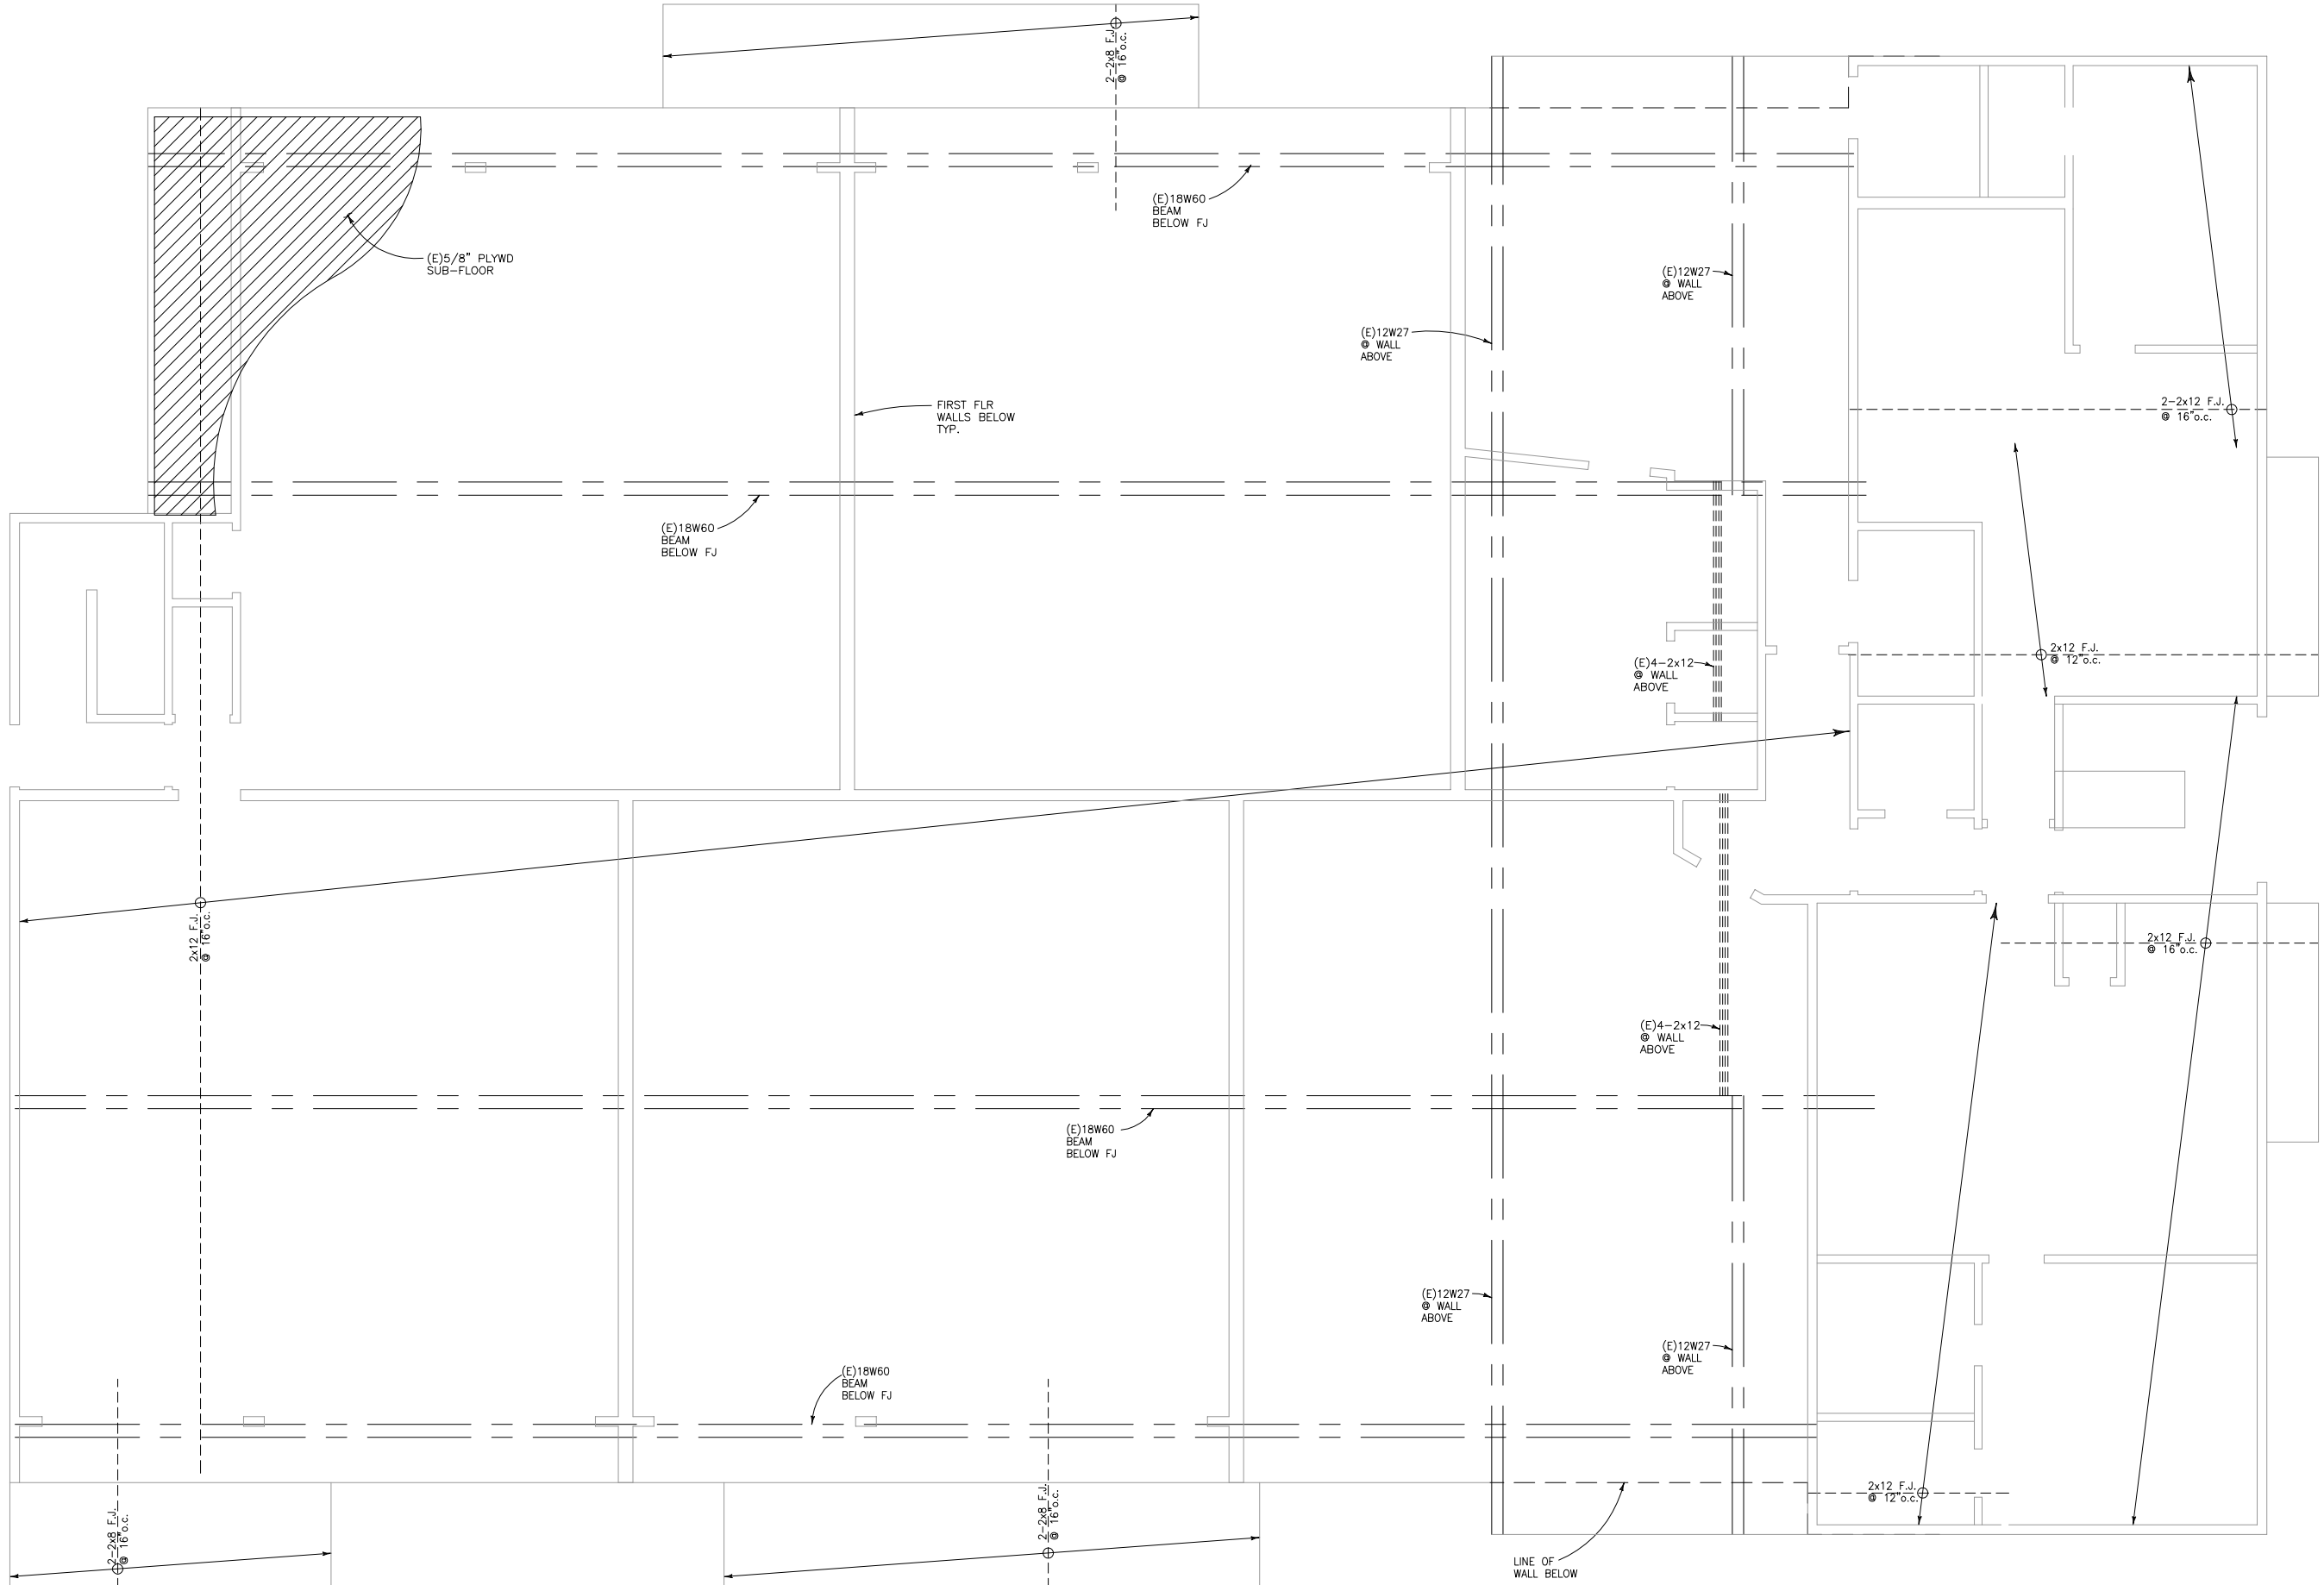 2-2x8 F.J.
@ 16"o.c.
(E)18W60
BEAM
BELOW FJ
(E)5/8" PLYWD
SUB-FLOOR
(E)12W27
@ WALL
ABOVE
(E)12W27
@ WALL
ABOVE
FIRST FLR
WALLS BELOW
TYP.
2-2x12 F.J.
@ 16"o.c.
(E)18W60
BEAM
BELOW FJ
2x12 F.J.
@ 12"o.c.
(E)4-2x12
@ WALL
ABOVE
2x12 F.J.
@ 16"o.c.
2x12 F.J.
@ 16"o.c.
(E)4-2x12
@ WALL
ABOVE
(E)18W60
BEAM
BELOW FJ
(E)12W27
@ WALL
ABOVE
(E)12W27
@ WALL
ABOVE
(E)18W60
BEAM
BELOW FJ
2x12 F.J.
@ 12"o.c.
2-2x8 F.J.
@ 16"o.c.
2-2x8 F.J.
@ 16"o.c.
LINE OF
WALL BELOW